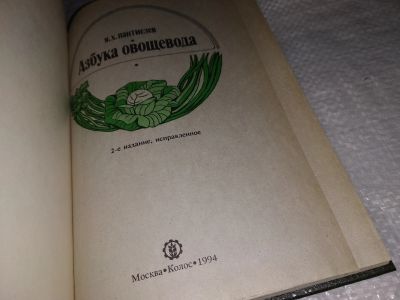 Я.Х. ПАНТИЕЛЕВ
Азбука овощевода
2-е издание, исправленное
Москва•Колос•1994